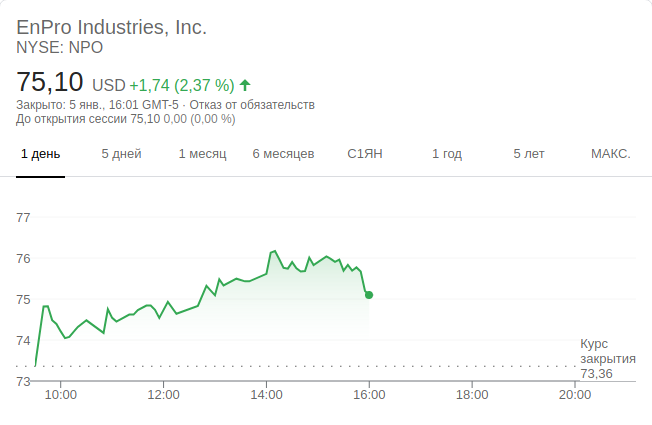 EnPro Industries, Inc.
NYSE: NPO
75,10 USD +1,74 (2,37 %)
Закрыто: 5 янв., 16:01 GMT-5 · Отказ от обязательств
До открытия сессии 75,10 0,00 (0,00 %)
1 день 5 дней 1 месяц 6 месяцев С1ЯН 1 год 5 лет МАКС.
77
76
75
74
Курс
закрытия
73,36
73
10:00 12:00 14:00 16:00 18:00 20:00